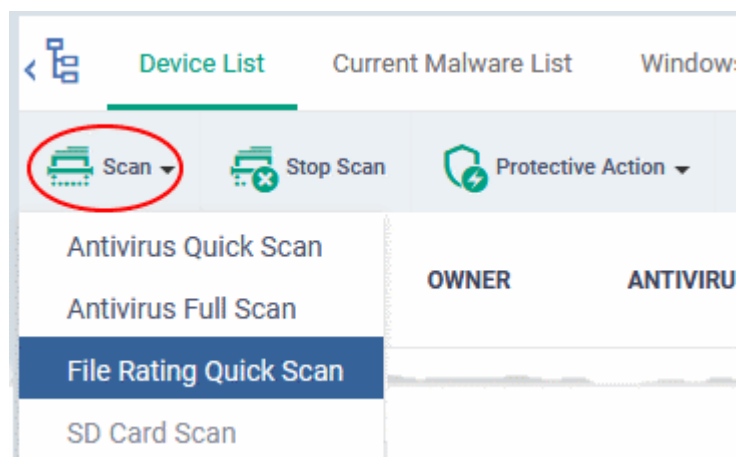 Device List Current Malware List Windows
Scan Stop Scan Protective Action
Antivirus Quick Scan
OWNER ANTIVIRU
Antivirus Full Scan
File Rating Quick Scan
SD Card Scan